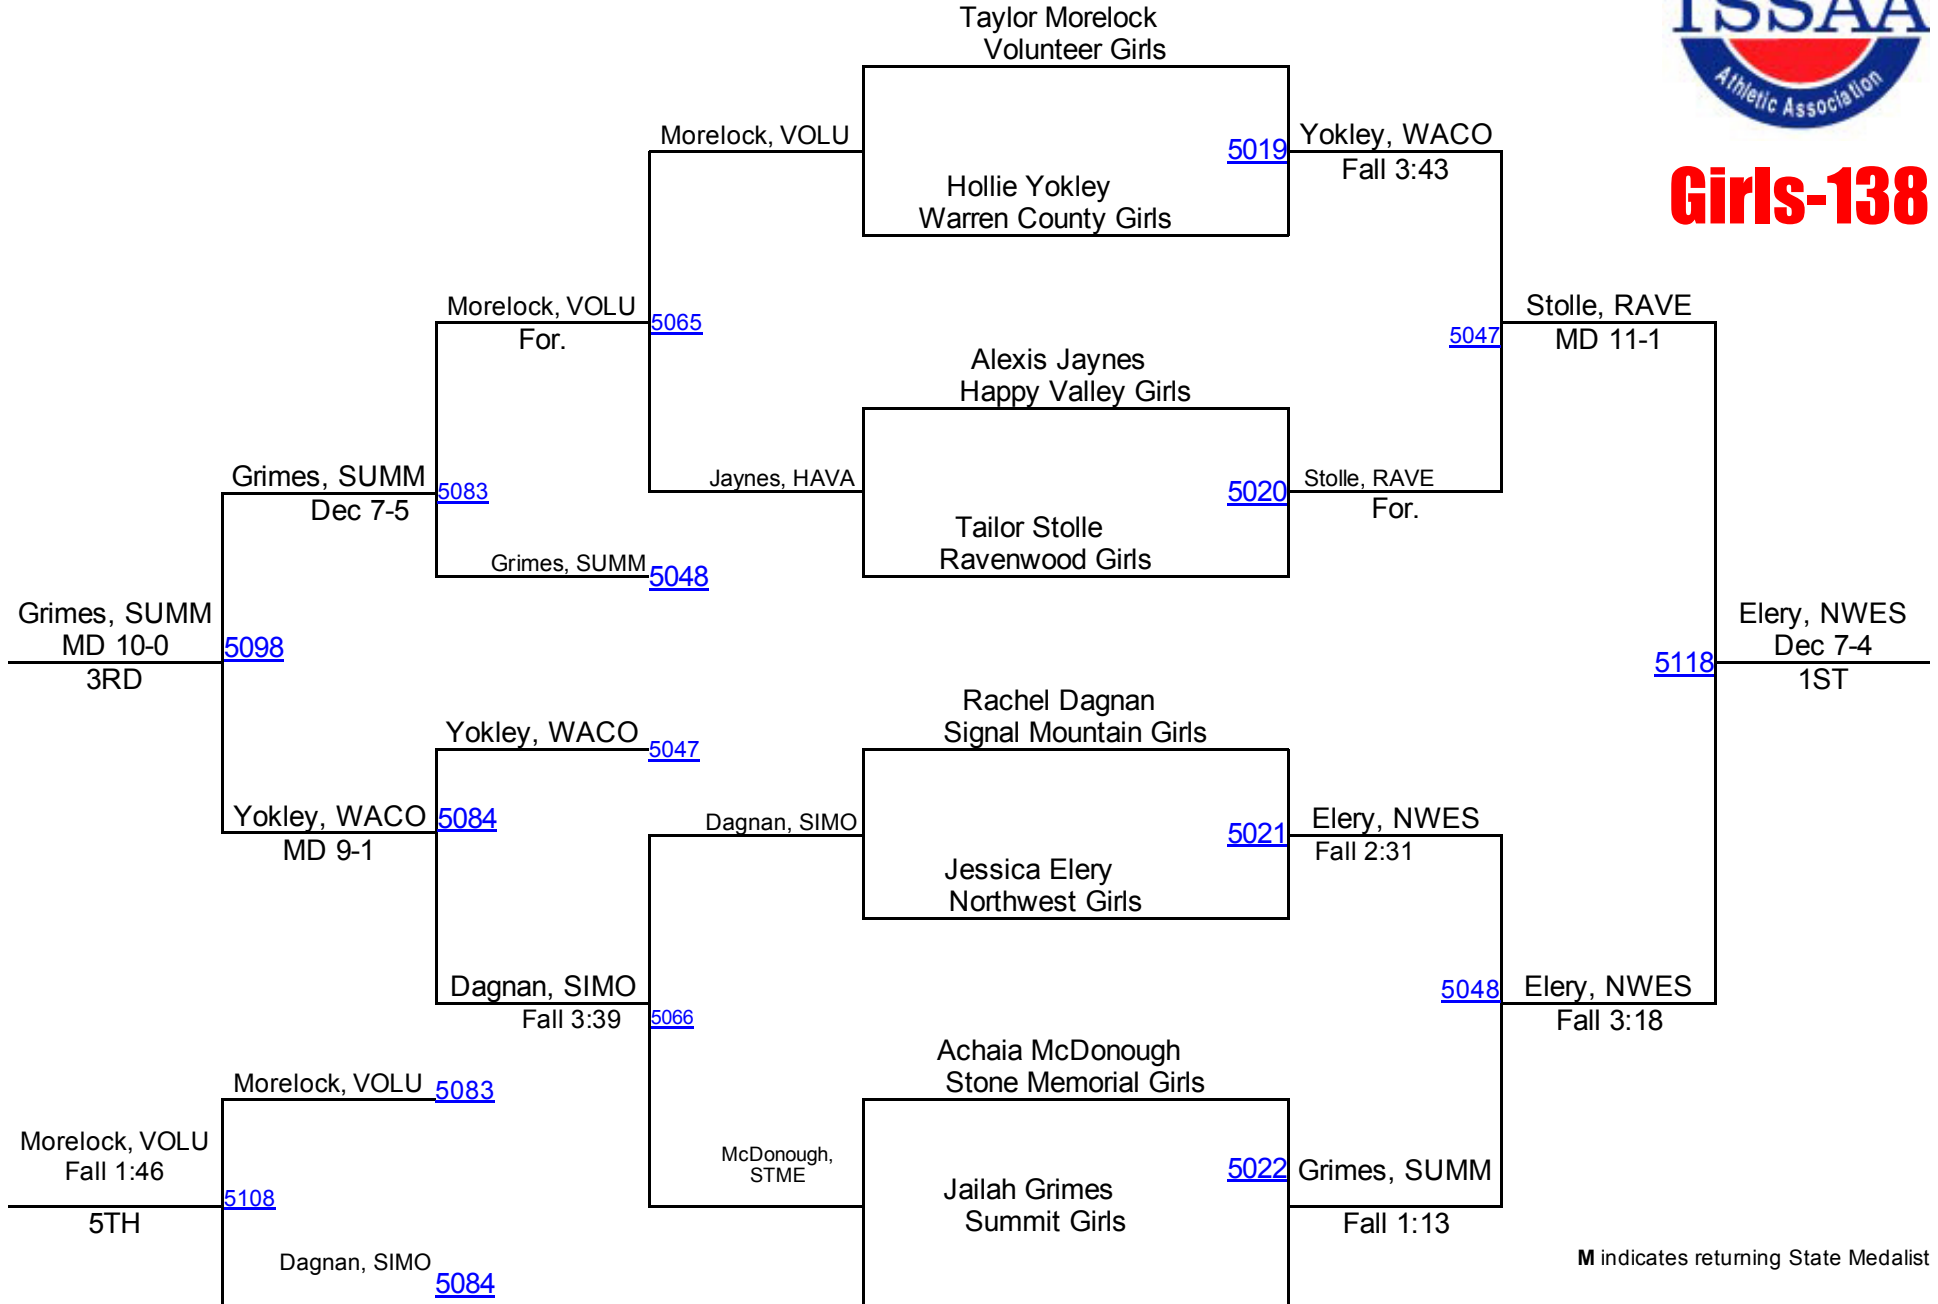 TSSAA
Athletic Association
Girls-138
Taylor Morelock
Volunteer Girls
Morelock, VOLU
5019
Yokley, WACO
Fall 3:43
Hollie Yokley
Warren County Girls
Morelock, VOLU
For.
5065
5047
Stolle, RAVE
MD 11-1
Alexis Jaynes
Happy Valley Girls
Grimes, SUMM
Dec 7-5
5083
Jaynes, HAVA
5020
Stolle, RAVE
For.
Tailor Stolle
Ravenwood Girls
Grimes, SUMM
5048
Grimes, SUMM
MD 10-0
3RD
5098
5118
Elery, NWES
Dec 7-4
1ST
Rachel Dagnan
Signal Mountain Girls
Yokley, WACO
5047
Yokley, WACO
MD 9-1
5084
Dagnan, SIMO
5021
Elery, NWES
Fall 2:31
Jessica Elery
Northwest Girls
Dagnan, SIMO
Fall 3:39
5066
5048
Elery, NWES
Fall 3:18
Achaia McDonough
Stone Memorial Girls
Morelock, VOLU
5083
Morelock, VOLU
Fall 1:46
5TH
5108
McDonough,
STME
5022
Grimes, SUMM
Fall 1:13
Jailah Grimes
Summit Girls
Dagnan, SIMO
5084
M indicates returning State Medalist